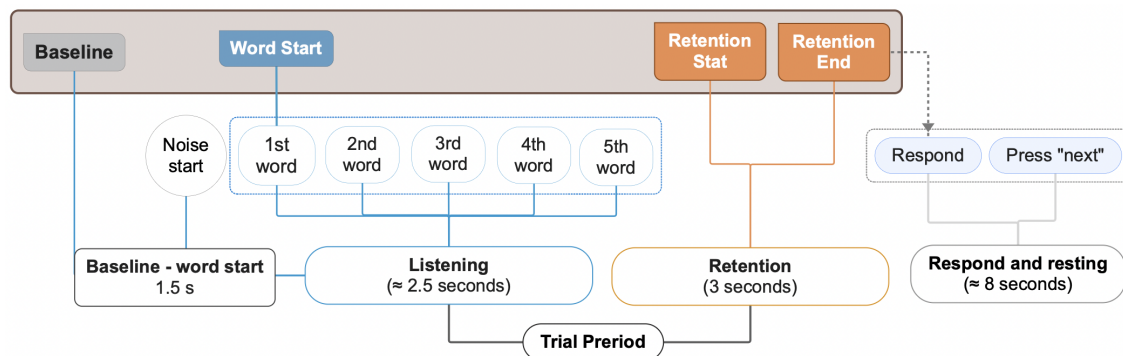 Baseline
Word Start
Retention
Stat
Retention
End
Noise
start
1st
word
2nd
word
3rd
word
4th
word
5th
word
Respond
Press "next"
Baseline - word start
1.5 s
Listening
(≈ 2.5 seconds)
Retention
(3 seconds)
Respond and resting
(≈ 8 seconds)
Trial Preriod